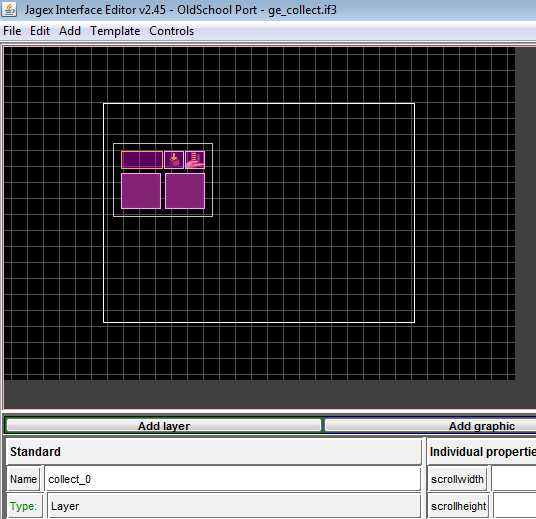 Jagex Interface Editor v2.45 - OldSchool Port - ge_collect.if3
File Edit Add Template Controls
Add layer Add graphic
Standard Individual propertie
Name collect_0 scrollwidth
Type: Layer scrollheight